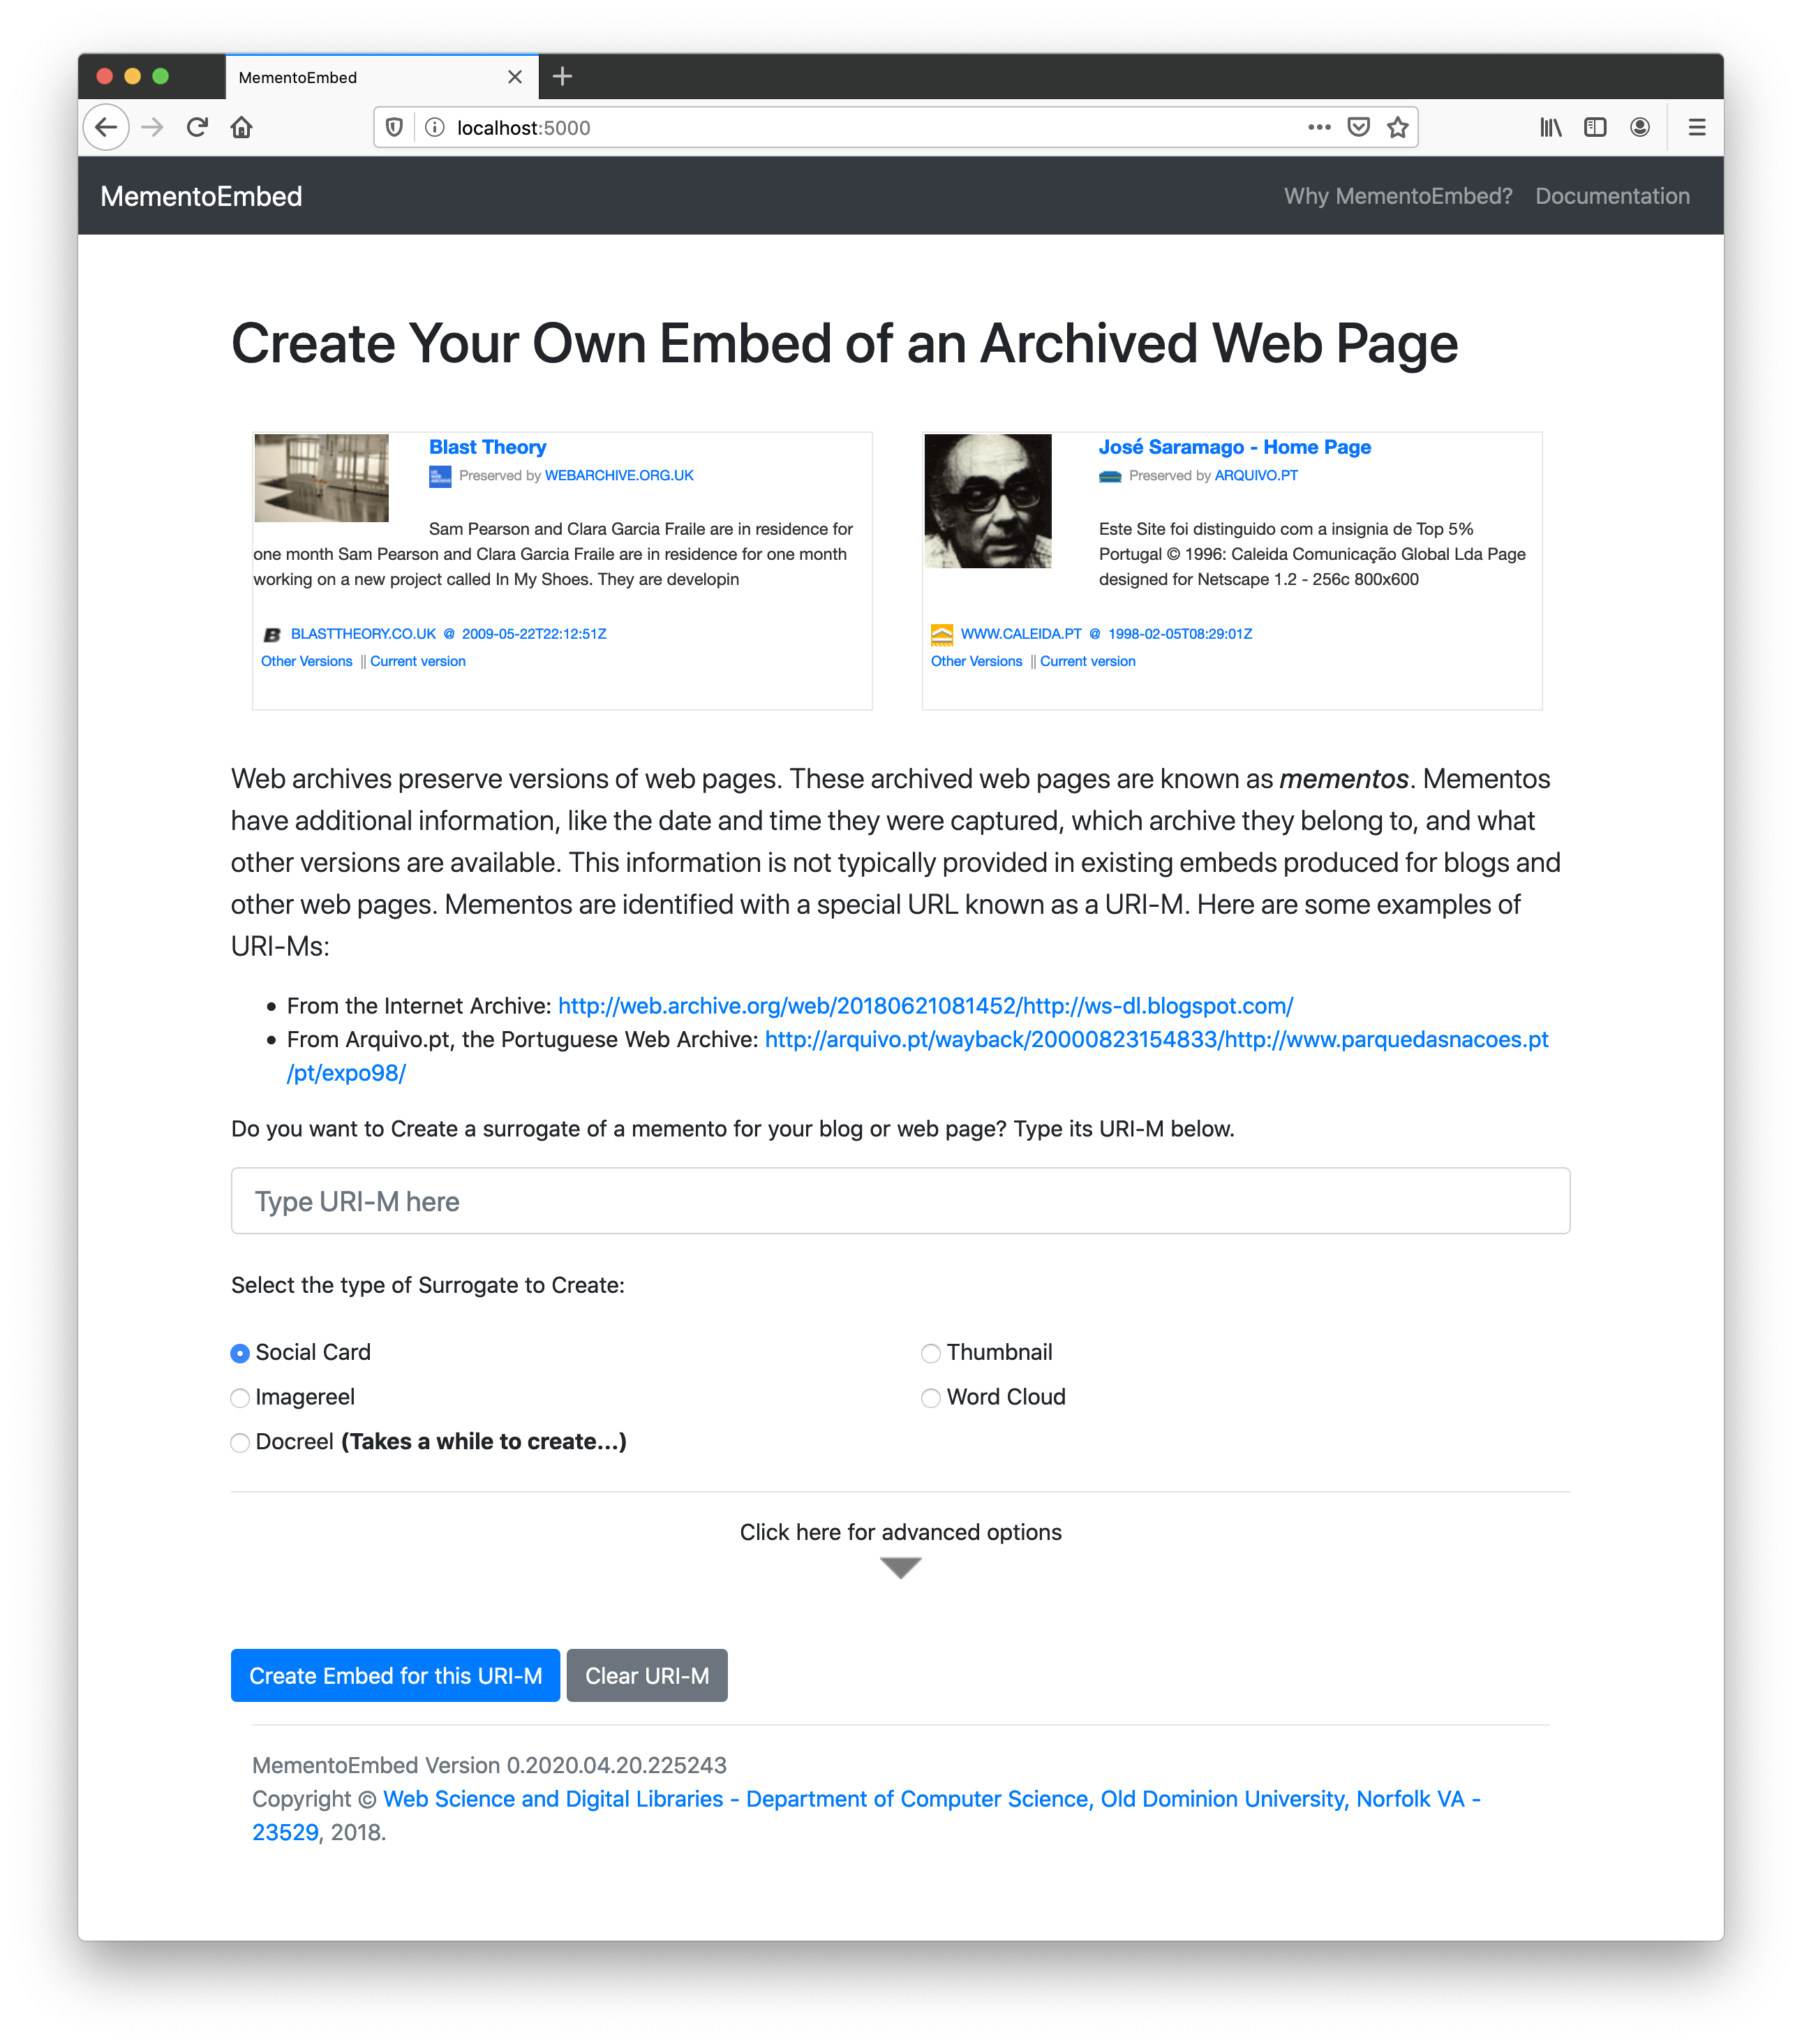 MementoEmbed
localhost:5000
MementoEmbed
Why MementoEmbed? Documentation
Create Your Own Embed of an Archived Web Page
Blast Theory
Preserved by WEBARCHIVE.ORG.UK
Sam Pearson and Clara Garcia Fraile are in residence for
one month Sam Pearson and Clara Garcia Fraile are in residence for one month
working on a new project called In My Shoes. They are developin
B BLASTTHEORY.CO.UK @ 2009-05-22T22:12:51Z
Other Versions || Current version
José Saramago - Home Page
Preserved by ARQUIVO.PT
Este Site foi distinguido com a insignia de Top 5%
Portugal © 1996: Caleida Comunicação Global Lda Page
designed for Netscape 1.2 - 256c 800x600
WWW.CALEIDA.PT @ 1998-02-05T08:29:01Z
Other Versions || Current version
Web archives preserve versions of web pages. These archived web pages are known as mementos. Mementos
have additional information, like the date and time they were captured, which archive they belong to, and what
other versions are available. This information is not typically provided in existing embeds produced for blogs and
other web pages. Mementos are identified with a special URL known as a URI-M. Here are some examples of
URI-Ms:
• From the Internet Archive: http://web.archive.org/web/20180621081452/http://ws-dl.blogspot.com/
• From Arquivo.pt, the Portuguese Web Archive: http://arquivo.pt/wayback/20000823154833/http://www.parquedasnacoes.pt
/pt/expo98/
Do you want to Create a surrogate of a memento for your blog or web page? Type its URI-M below.
Type URI-M here
Select the type of Surrogate to Create:
Social Card
Thumbnail
Imagereel
Word Cloud
Docreel (Takes a while to create...)
Click here for advanced options
Create Embed for this URI-M
Clear URI-M
MementoEmbed Version 0.2020.04.20.225243
Copyright © Web Science and Digital Libraries - Department of Computer Science, Old Dominion University, Norfolk VA -
23529, 2018.